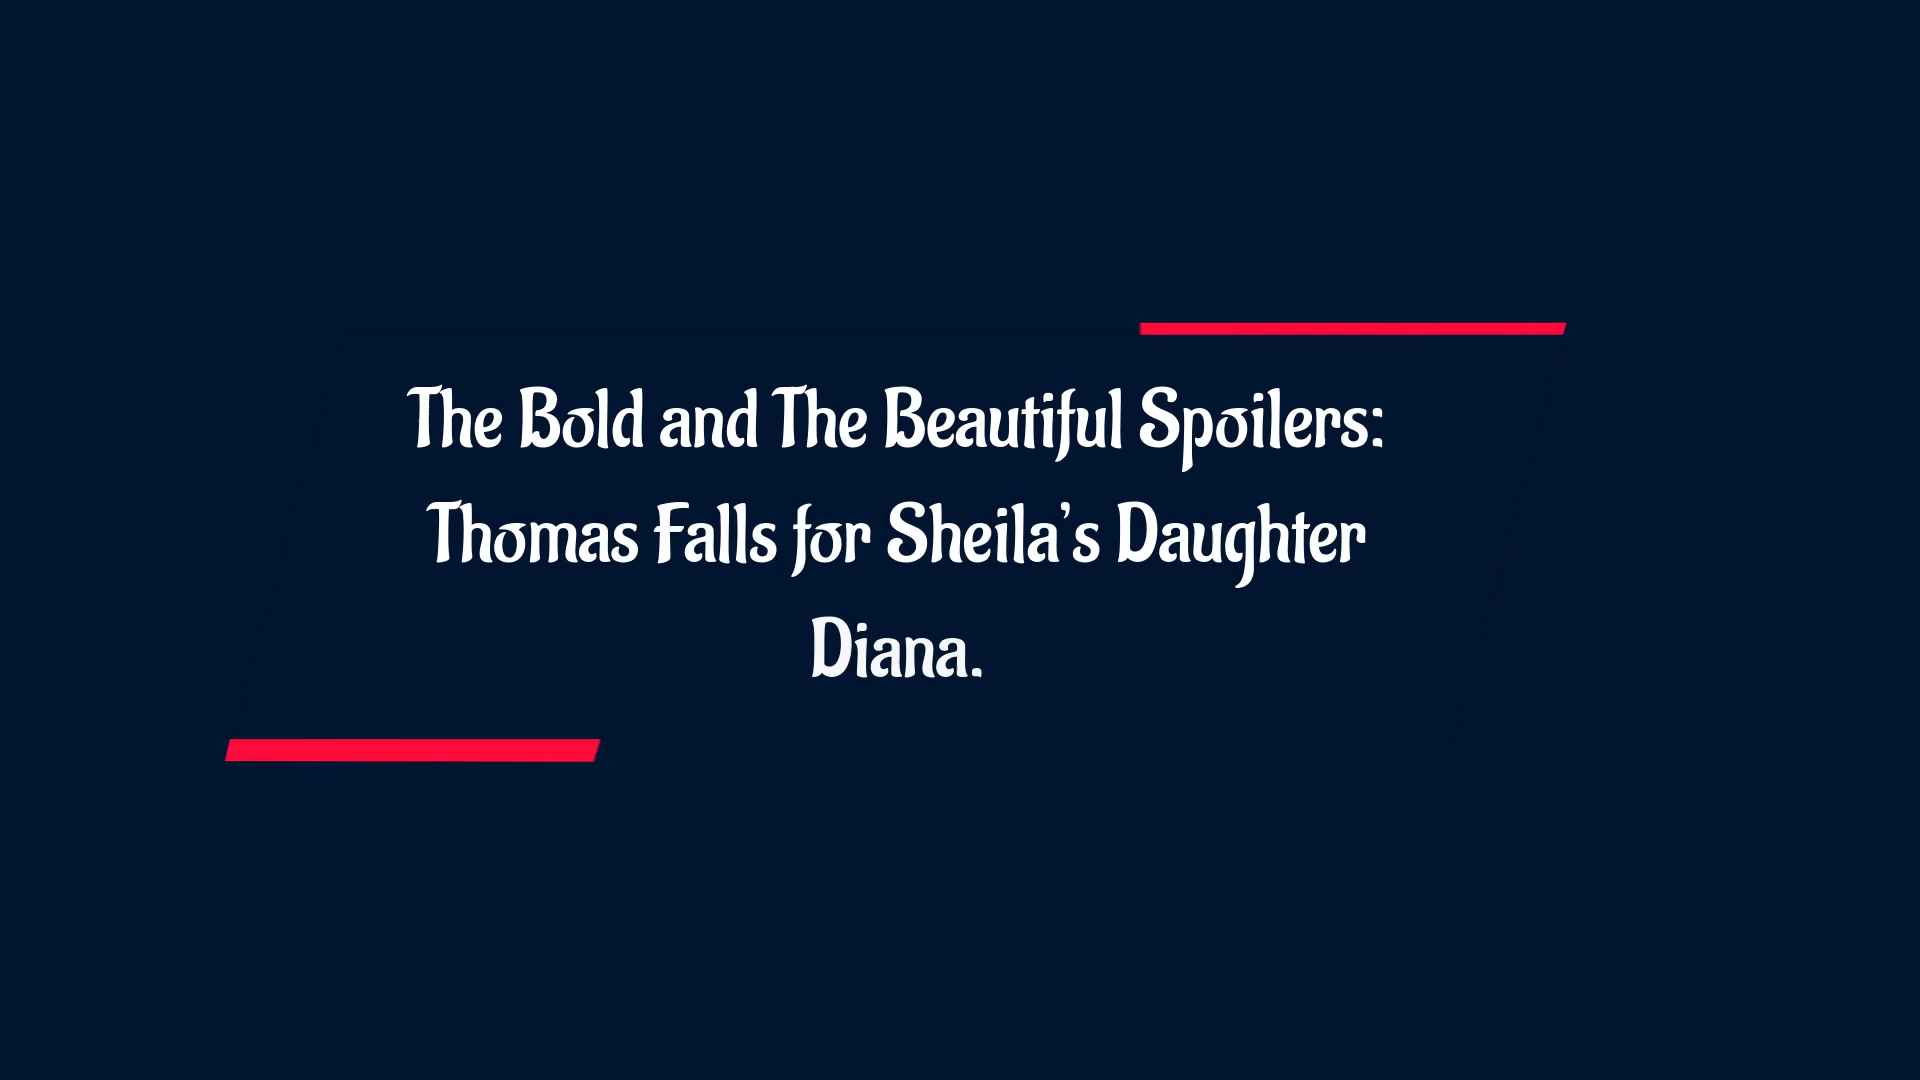 The Bold and The Beautiful Spoilers:
Thomas Falls for Sheila’s Daughter
Diana.